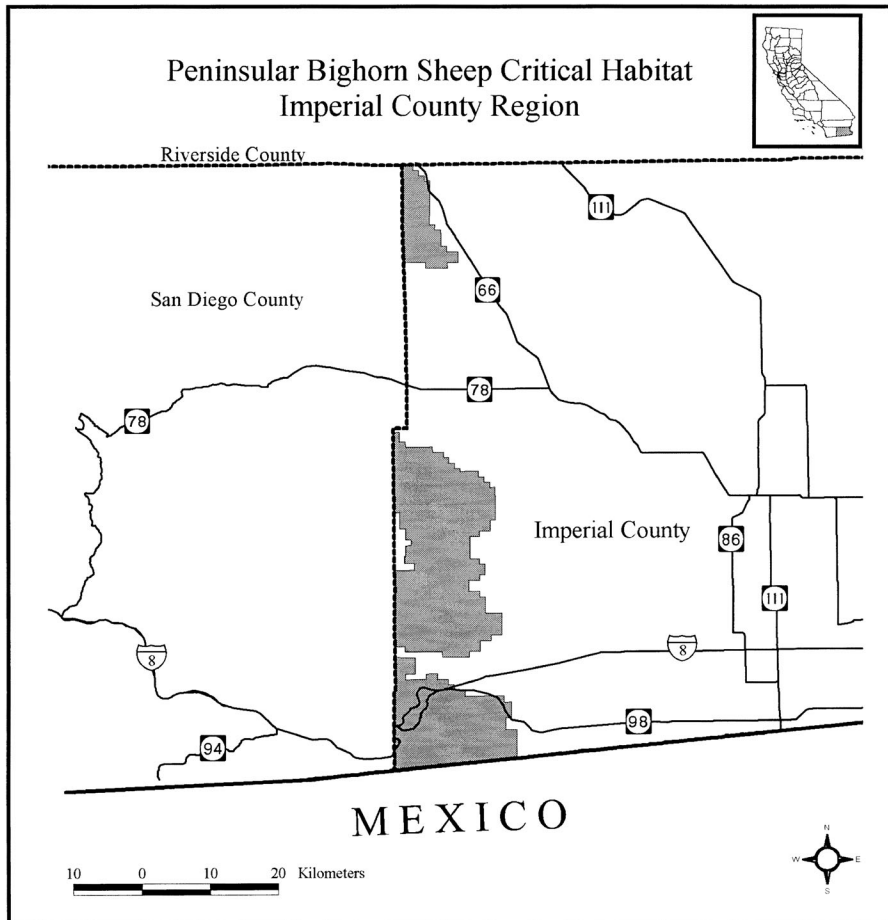 Peninsular Bighorn Sheep Critical Habitat
Imperial County Region
Riverside County
111
66
San Diego County
78
78
Imperial County
86
111
8
8
98
94
MEXICO
N
W E
S
10 0 10 20 Kilometers